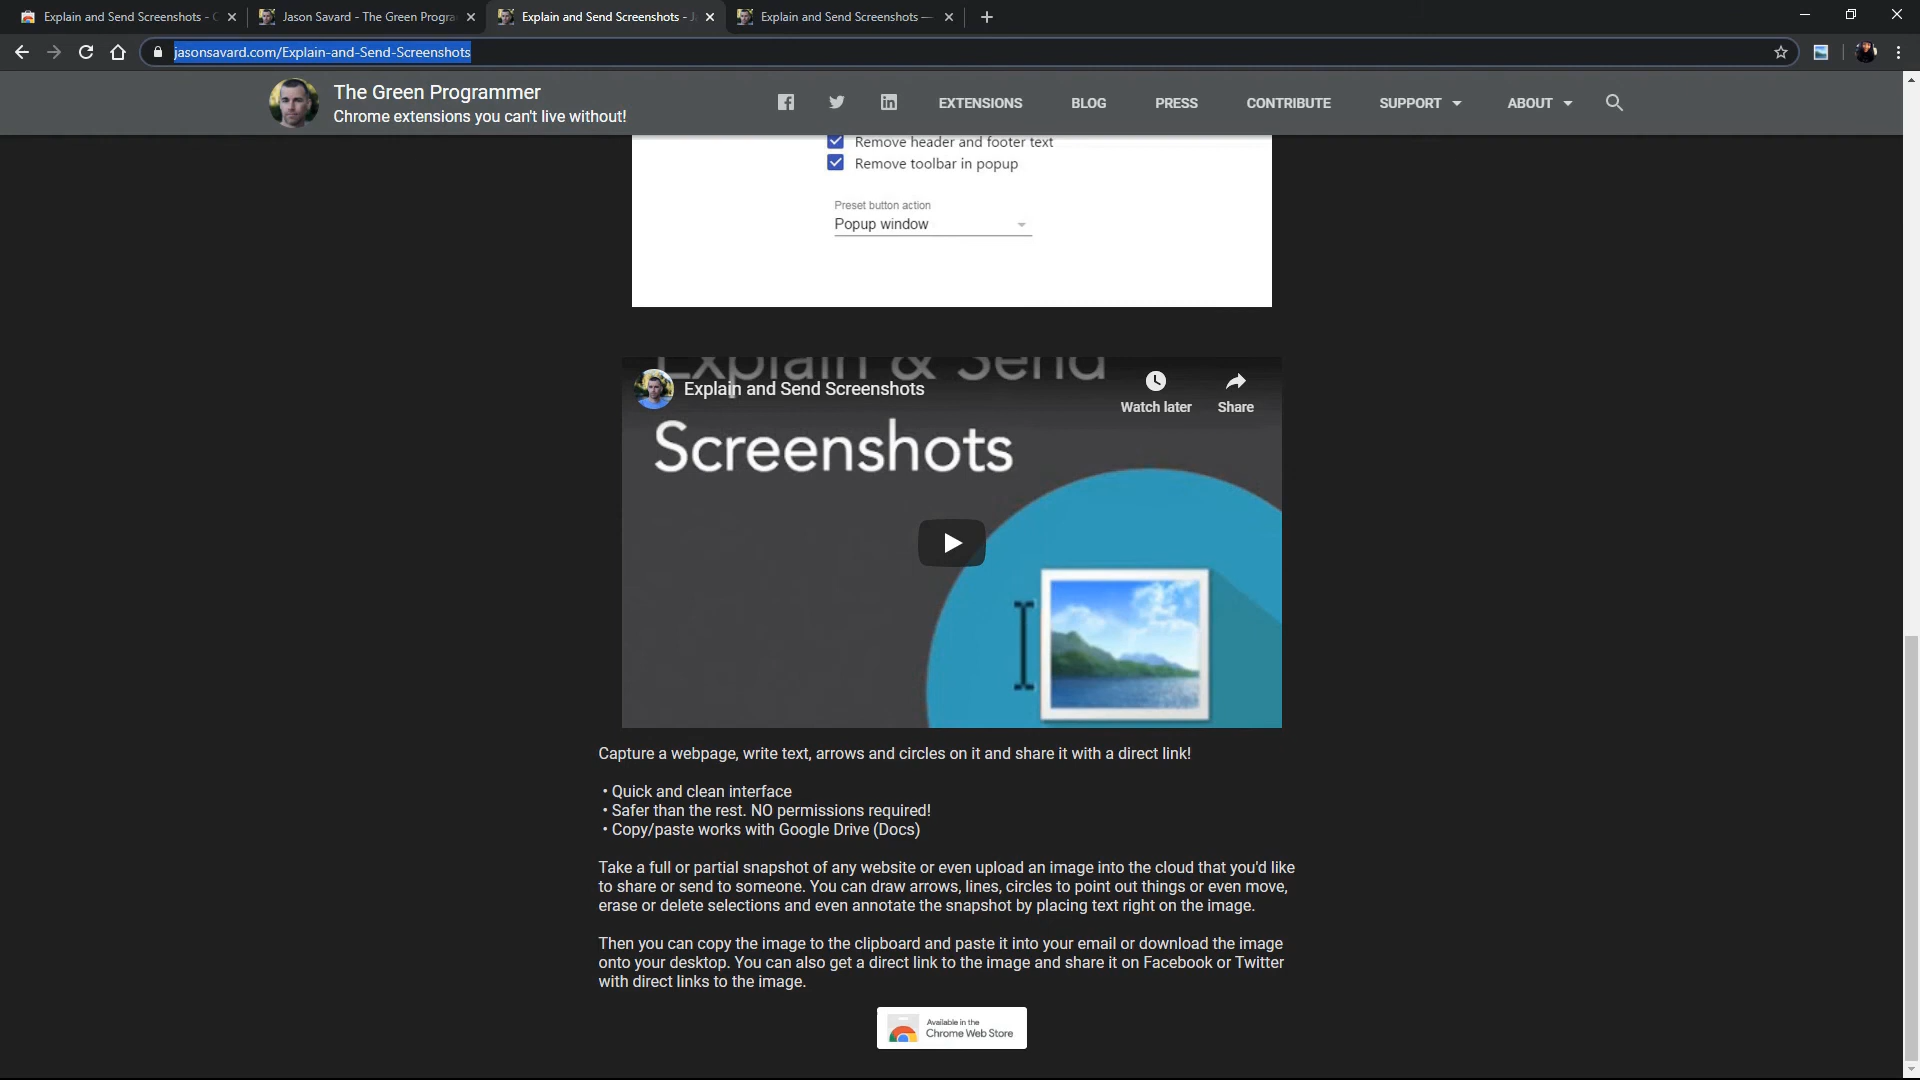 Explain and Send Screenshots - C
Jason Savard - The Green Progra
Explain and Send Screenshots - J
Explain and Send Screenshots —
jasonsavard.com/Explain-and-Send-Screenshots
The Green Programmer
Chrome extensions you can't live without!
EXTENSIONS
BLOG
PRESS
CONTRIBUTE
SUPPORT
ABOUT
Remove header and footer text
Remove toolbar in popup
Preset button action
Popup window
Explain & Send
Screenshots
Explain and Send Screenshots
Watch later
Share
Capture a webpage, write text, arrows and circles on it and share it with a direct link!
• Quick and clean interface
• Safer than the rest. NO permissions required!
• Copy/paste works with Google Drive (Docs)
Take a full or partial snapshot of any website or even upload an image into the cloud that you'd like
to share or send to someone. You can draw arrows, lines, circles to point out things or even move,
erase or delete selections and even annotate the snapshot by placing text right on the image.
Then you can copy the image to the clipboard and paste it into your email or download the image
onto your desktop. You can also get a direct link to the image and share it on Facebook or Twitter
with direct links to the image.
Available in the
Chrome Web Store